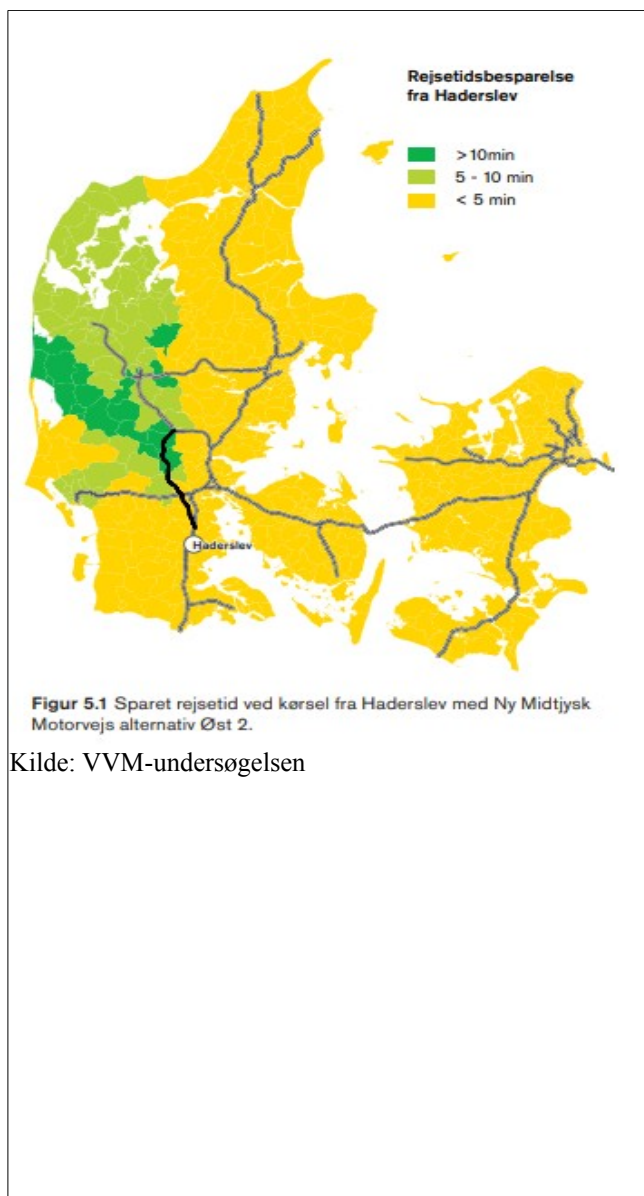 Rejsetidsbesparelse
fra Haderslev
>10min
5 - 10 min
< 5 min
Haderslev
Figur 5.1 Sparet rejsetid ved kørsel fra Haderslev med Ny Midtjysk
Motorvejs alternativ Øst 2.
Kilde: VVM-undersøgelsen